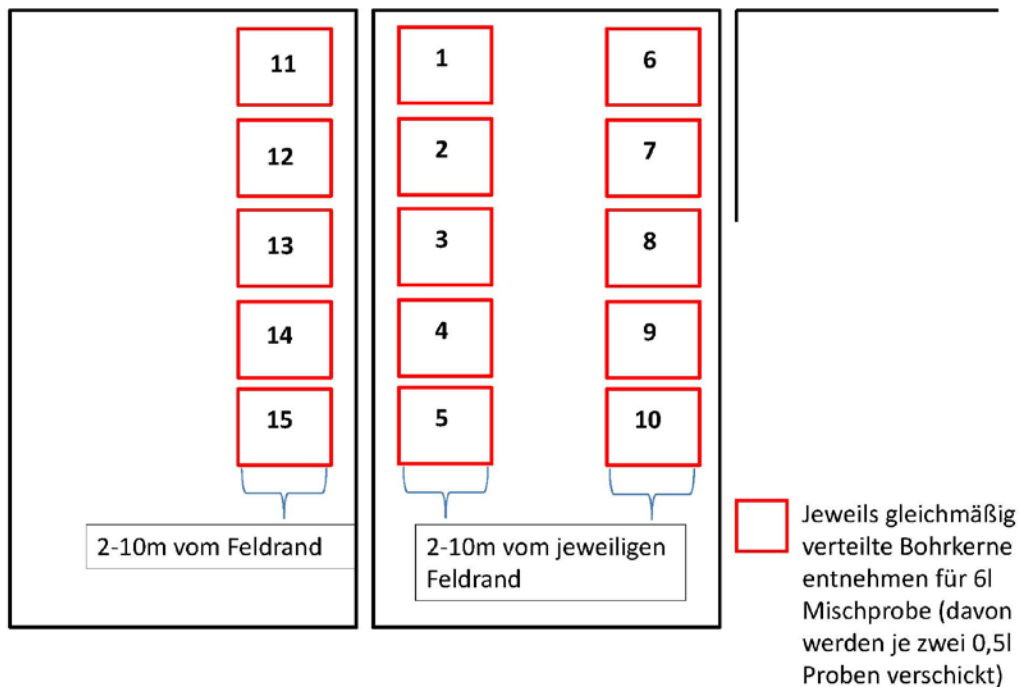 11
12
13
14
15
2-10m vom Feldrand
1
2
3
4
5
6
7
8
9
10
2-10m vom jeweiligen
Feldrand
Jeweils gleichmäßig
verteilte Bohrkerne
entnehmen für 6l
Mischprobe (davon
werden je zwei 0,5l
Proben verschickt)